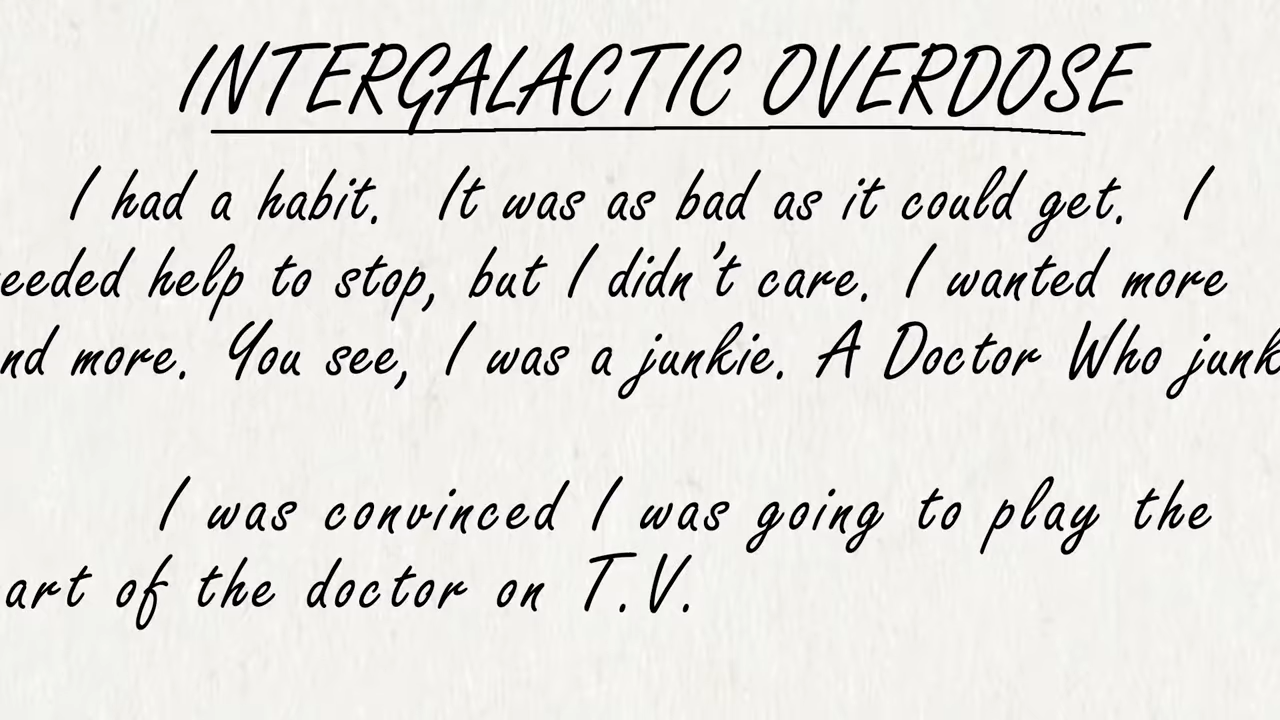 INTERGALACTIC OVERDOSE
I had a habit. It was as bad as it could get. I
eeded help to stop, but I didn't care. I wanted more
nd more. You see, I was a junkie. A Doctor Who junk
I was convinced I was going to play the
art of the doctor on T.V.